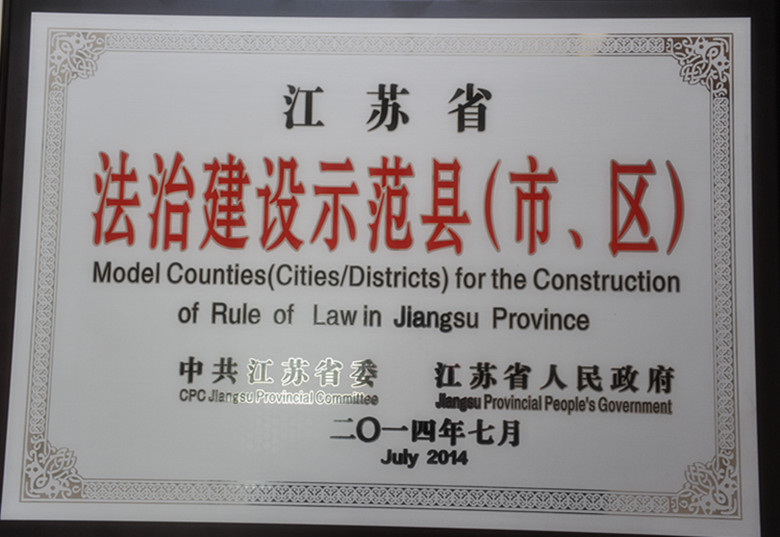 江苏省
法治建设示范县(市、区)
Model Counties(Cities/Districts) for the Construction
of Rule of Law in Jiangsu Province
中共江苏省委 江苏省人民政府
CPC Jiangsu Provincial Committee Jiangsu Provincial People's Government
二〇一四年七月
July 2014